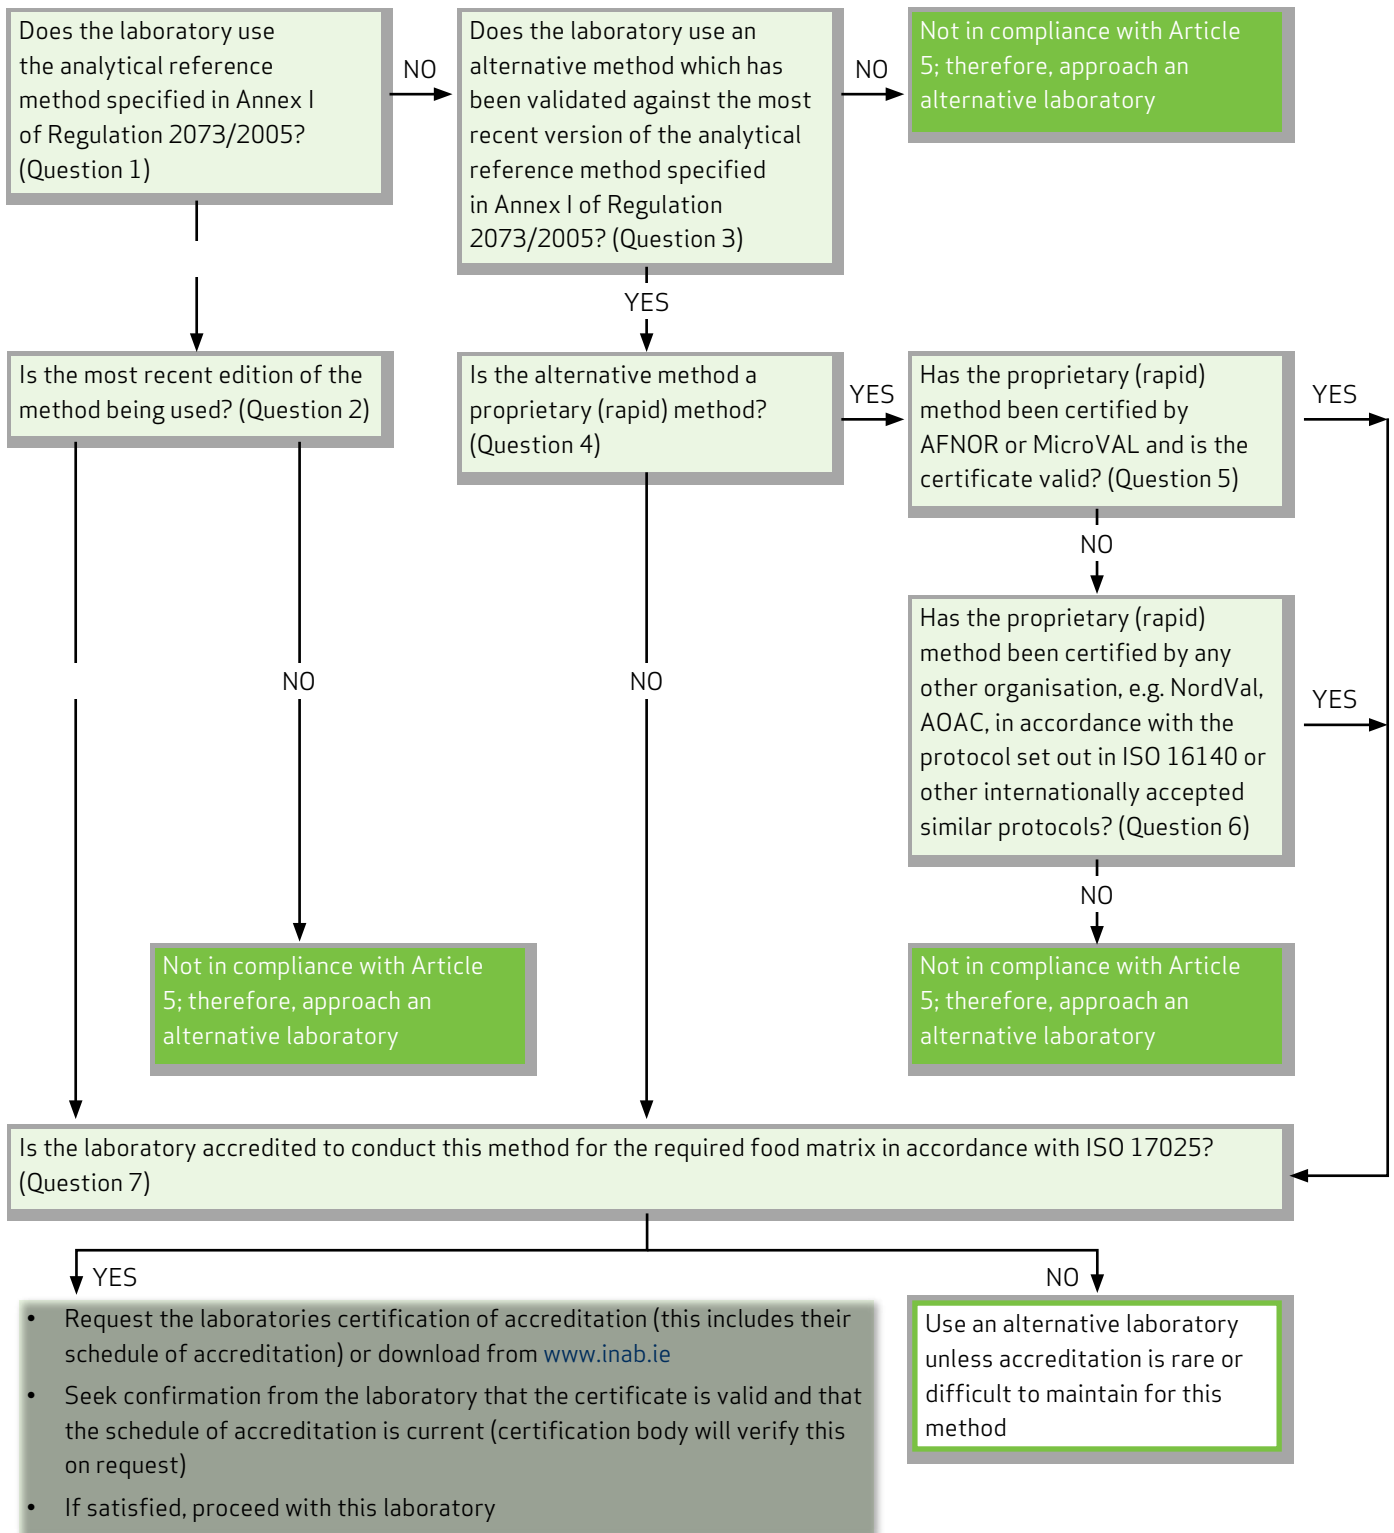 Does the laboratory use
the analytical reference
method specified in Annex I
of Regulation 2073/2005?
(Question 1)
NO
Does the laboratory use an
alternative method which has
been validated against the most
recent version of the analytical
reference method specified
in Annex I of Regulation
2073/2005? (Question 3)
NO
Not in compliance with Article
5; therefore, approach an
alternative laboratory
YES
Is the most recent edition of the
method being used? (Question 2)
Is the alternative method a
proprietary (rapid) method?
(Question 4)
YES
Has the proprietary (rapid)
method been certified by
AFNOR or MicroVAL and is the
certificate valid? (Question 5)
YES
NO
Has the proprietary (rapid)
method been certified by any
other organisation, e.g. NordVal,
AOAC, in accordance with the
protocol set out in ISO 16140 or
other internationally accepted
similar protocols? (Question 6)
YES
NO
NO
NO
Not in compliance with Article
5; therefore, approach an
alternative laboratory
Not in compliance with Article
5; therefore, approach an
alternative laboratory
Is the laboratory accredited to conduct this method for the required food matrix in accordance with ISO 17025?
(Question 7)
YES
NO
• Request the laboratories certification of accreditation (this includes their
schedule of accreditation) or download from www.inab.ie
• Seek confirmation from the laboratory that the certificate is valid and that
the schedule of accreditation is current (certification body will verify this
on request)
• If satisfied, proceed with this laboratory
Use an alternative laboratory
unless accreditation is rare or
difficult to maintain for this
method